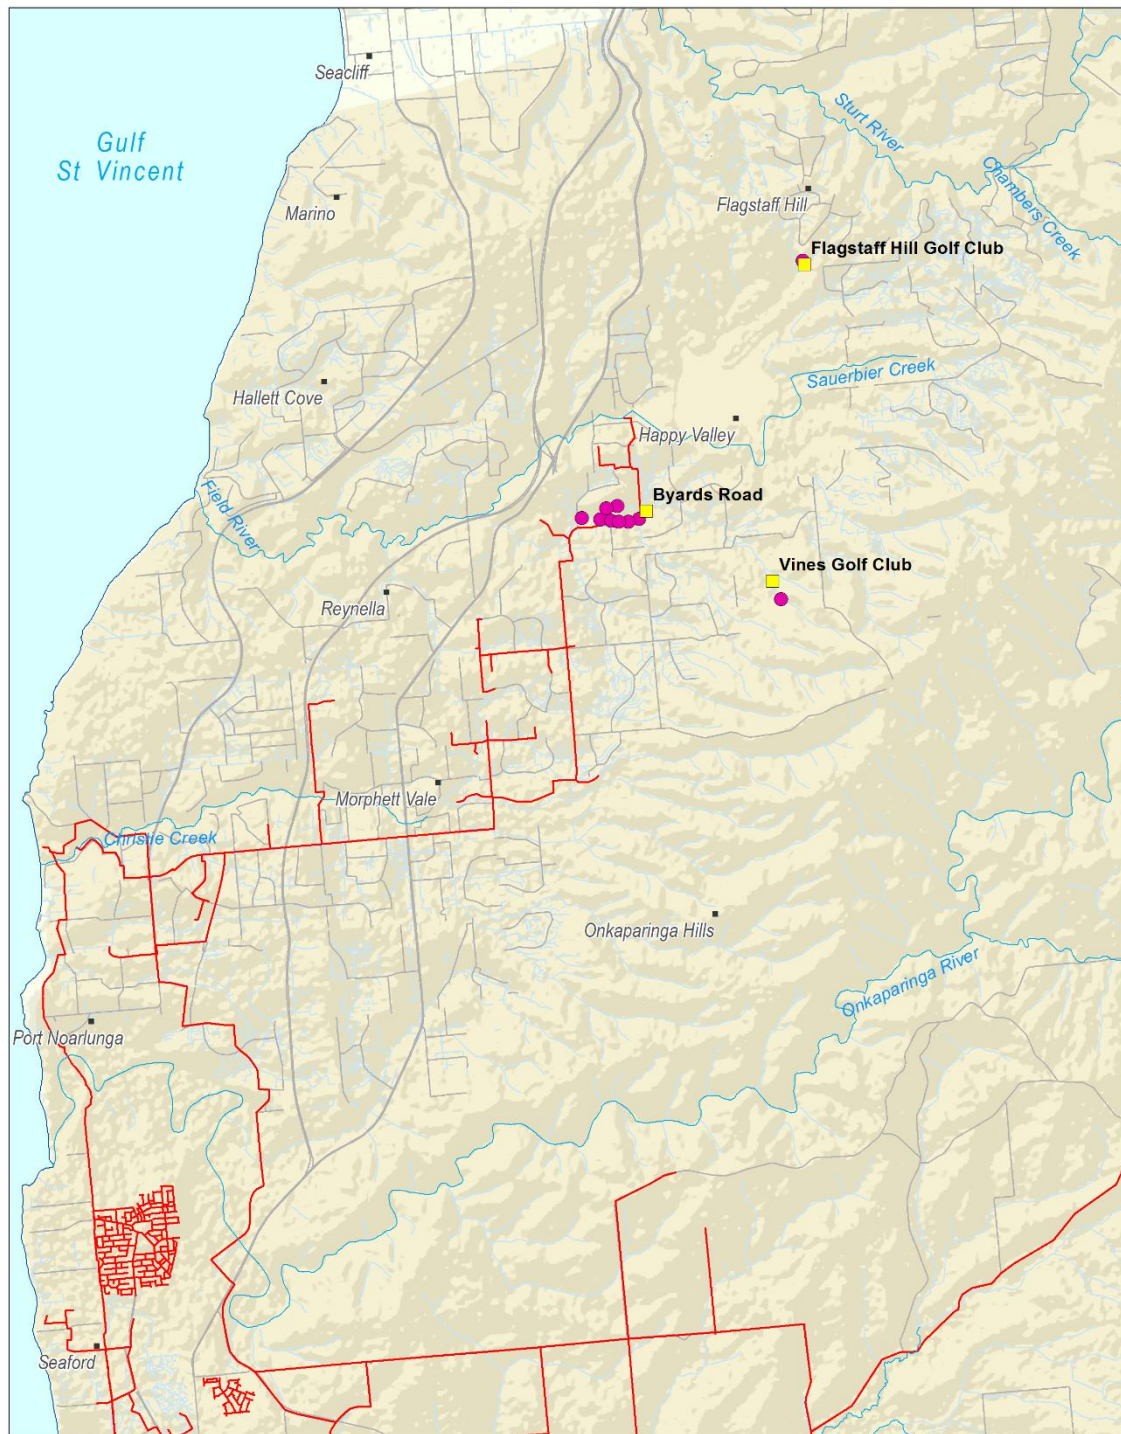 Seacliff
Gulf
St Vincent
Sturt River
Chambers Creek
Marino
Flagstaff Hill
Flagstaff Hill Golf Club
Sauerbier Creek
Hallett Cove
Happy Valley
Field River
Byards Road
Vines Golf Club
Reynella
Morphett Vale
Christie Creek
Onkaparinga Hills
Onkaparinga River
Port Noarlunga
Seaford